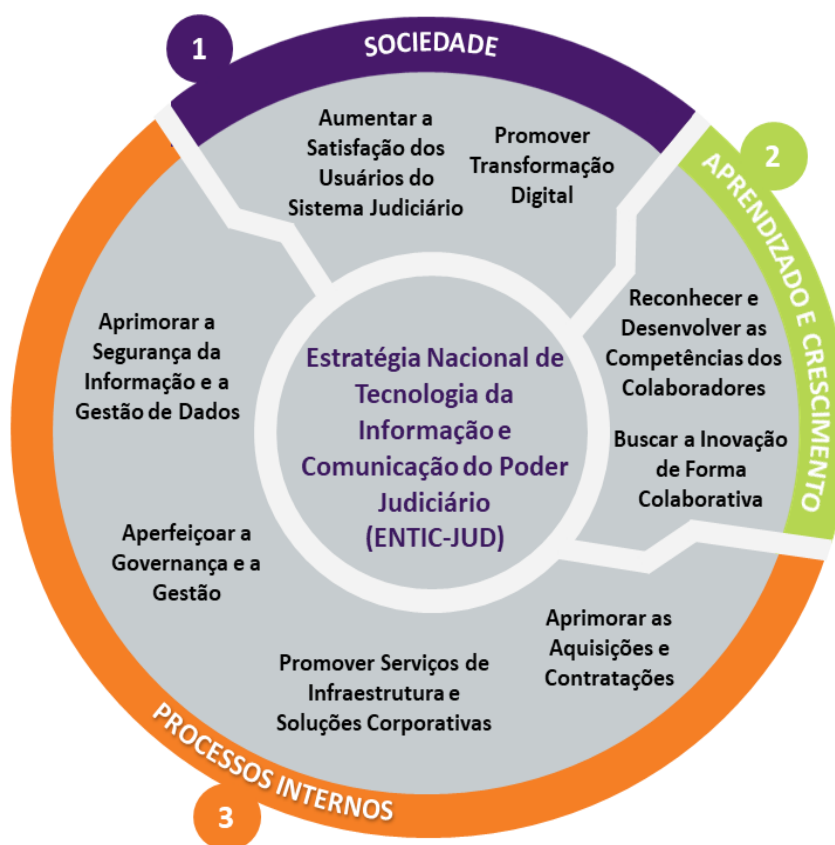 1
SOCIEDADE
Aumentar a
Satisfação dos
Usuários do
Sistema Judiciário
Promover
Transformação
Digital
2
APRENDIZADO E CRESCIMENTO
Reconhecer e
Desenvolver as
Competências dos
Colaboradores
Buscar a Inovação
de Forma
Colaborativa
Estratégia Nacional de
Tecnologia da
Informação e
Comunicação do Poder
Judiciário
(ENTIC-JUD)
Aprimorar a
Segurança da
Informação e a
Gestão de Dados
Aperfeiçoar a
Governança e a
Gestão
Promover Serviços de
Infraestrutura e
Soluções Corporativas
Aprimorar as
Aquisições e
Contratações
PROCESSOS INTERNOS
3